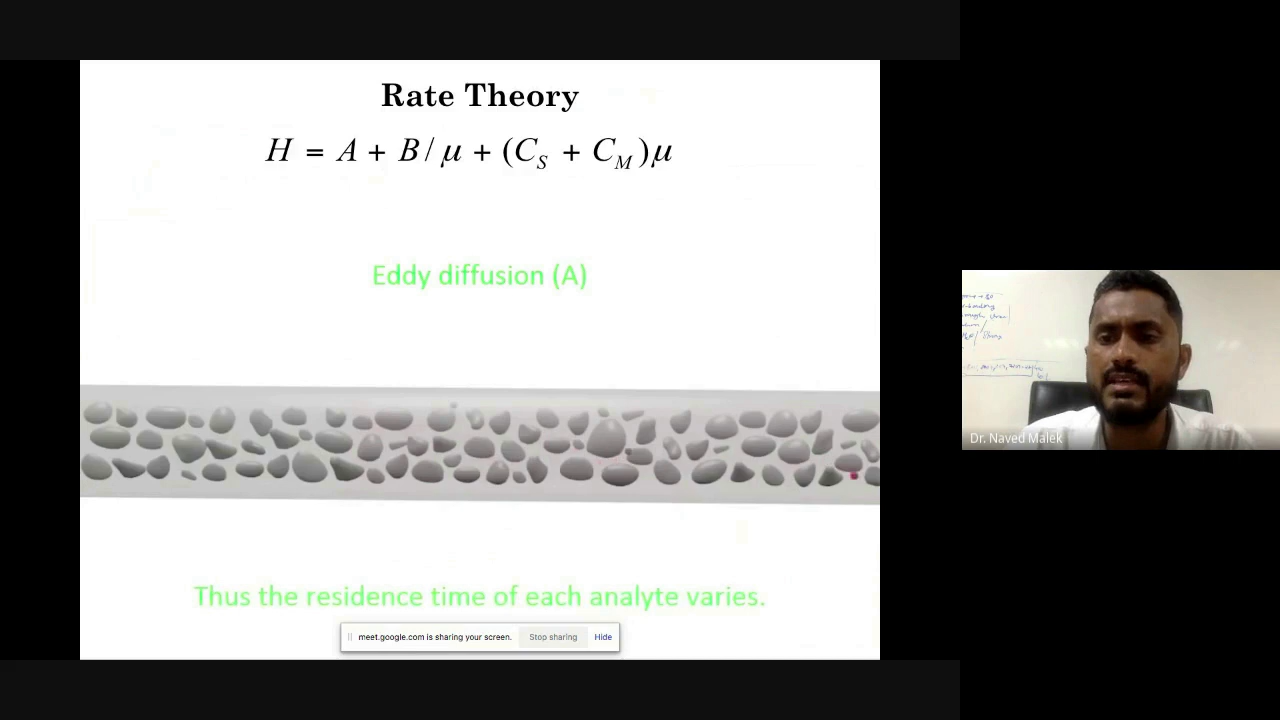 Rate Theory
H = A + B / μ + (C_S + C_M)μ
Eddy diffusion (A)
Thus the residence time of each analyte varies.
meet.google.com is sharing your screen. Stop sharing Hide
Dr. Naved Malek